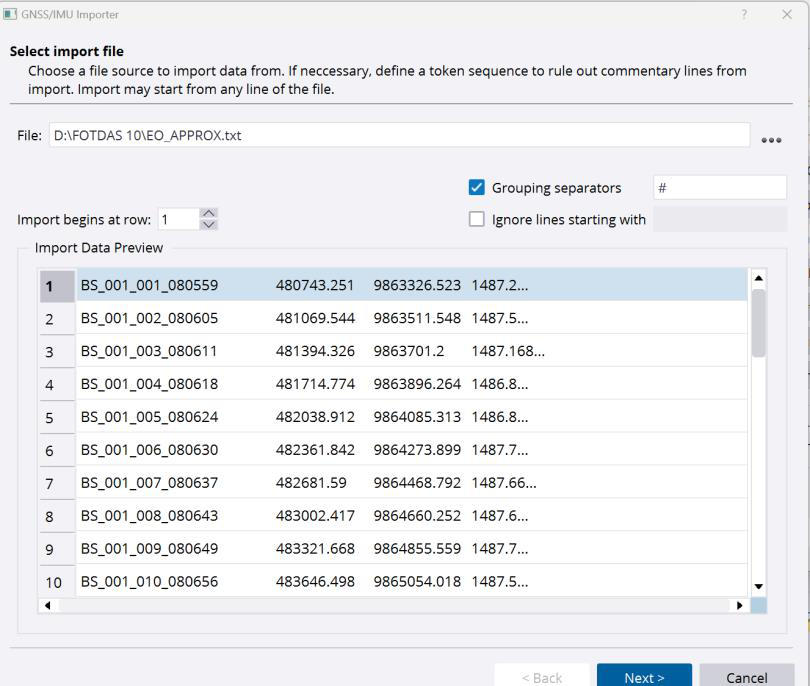 GNSS/IMU Importer
Select import file
Choose a file source to import data from. If neccessary, define a token sequence to rule out commentary lines from
import. Import may start from any line of the file.
File: D:\FOTDAS 10\EO_APPROX.txt
Grouping separators #
Import begins at row: 1 Ignore lines starting with
Import Data Preview
1 BS_001_001_080559 480743.251 9863326.523 1487.2...
2 BS_001_002_080605 481069.544 9863511.548 1487.5...
3 BS_001_003_080611 481394.326 9863701.2 1487.168...
4 BS_001_004_080618 481714.774 9863896.264 1486.8...
5 BS_001_005_080624 482038.912 9864085.313 1486.8...
6 BS_001_006_080630 482361.842 9864273.899 1487.7...
7 BS_001_007_080637 482681.59 9864468.792 1487.66...
8 BS_001_008_080643 483002.417 9864660.252 1487.6...
9 BS_001_009_080649 483321.668 9864855.559 1487.7...
10 BS_001_010_080656 483646.498 9865054.018 1487.5...
< Back Next > Cancel